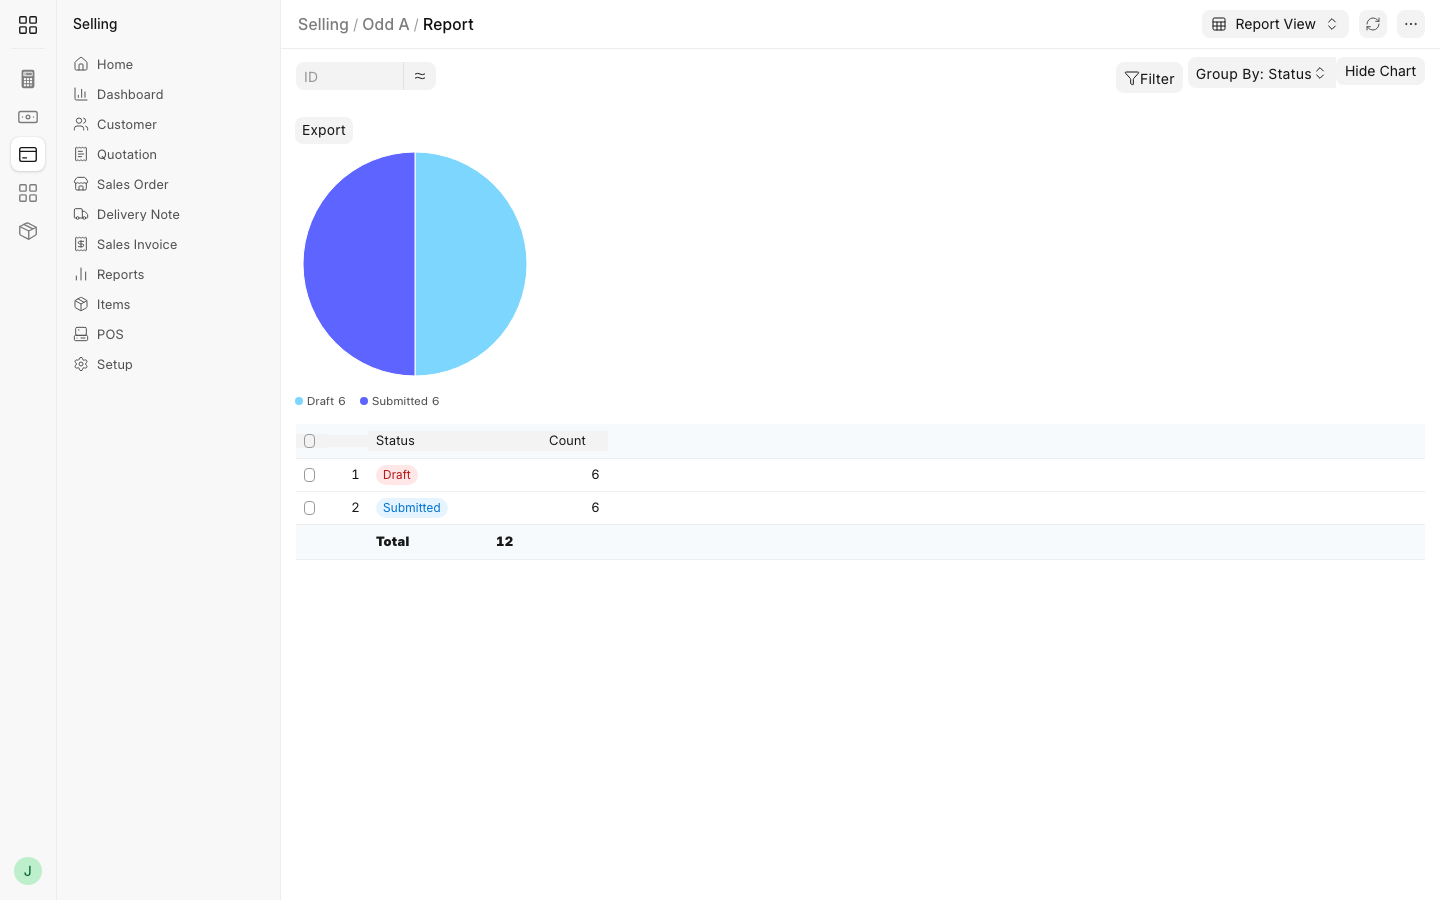 Selling
Home
Dashboard
Customer
Quotation
Sales Order
Delivery Note
Sales Invoice
Reports
Items
POS
Setup
J
Selling / Odd A / Report
Report View
ID ≈
Filter
Group By: Status
Hide Chart
Export
Draft 6 Submitted 6
Status Count
1 Draft 6
2 Submitted 6
Total 12